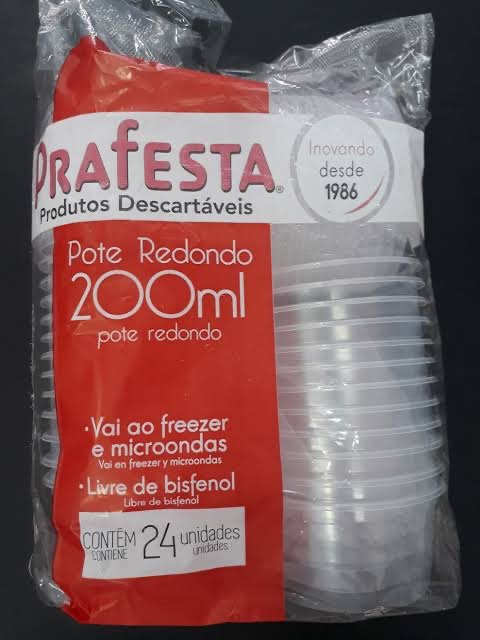 PRAFESTA®
Produtos Descartáveis
Inovando
desde
1986
Pote Redondo
200ml
pote redondo
·Vai ao freezer
e microondas
Vai en freezer y microondas
·Livre de bisfenol
Libre de bisfenol
CONTÉM 24 unidades
CONTIENE unidades